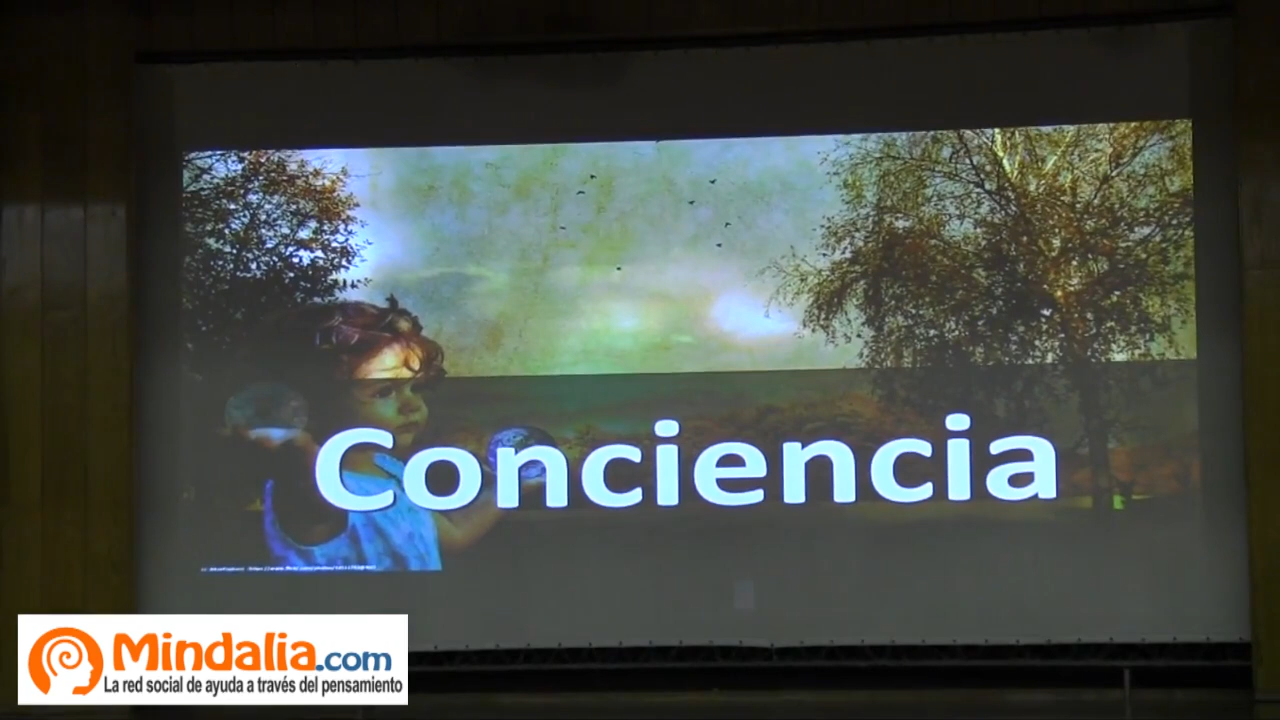 Conciencia
Mindalia.com
La red social de ayuda a través del pensamiento